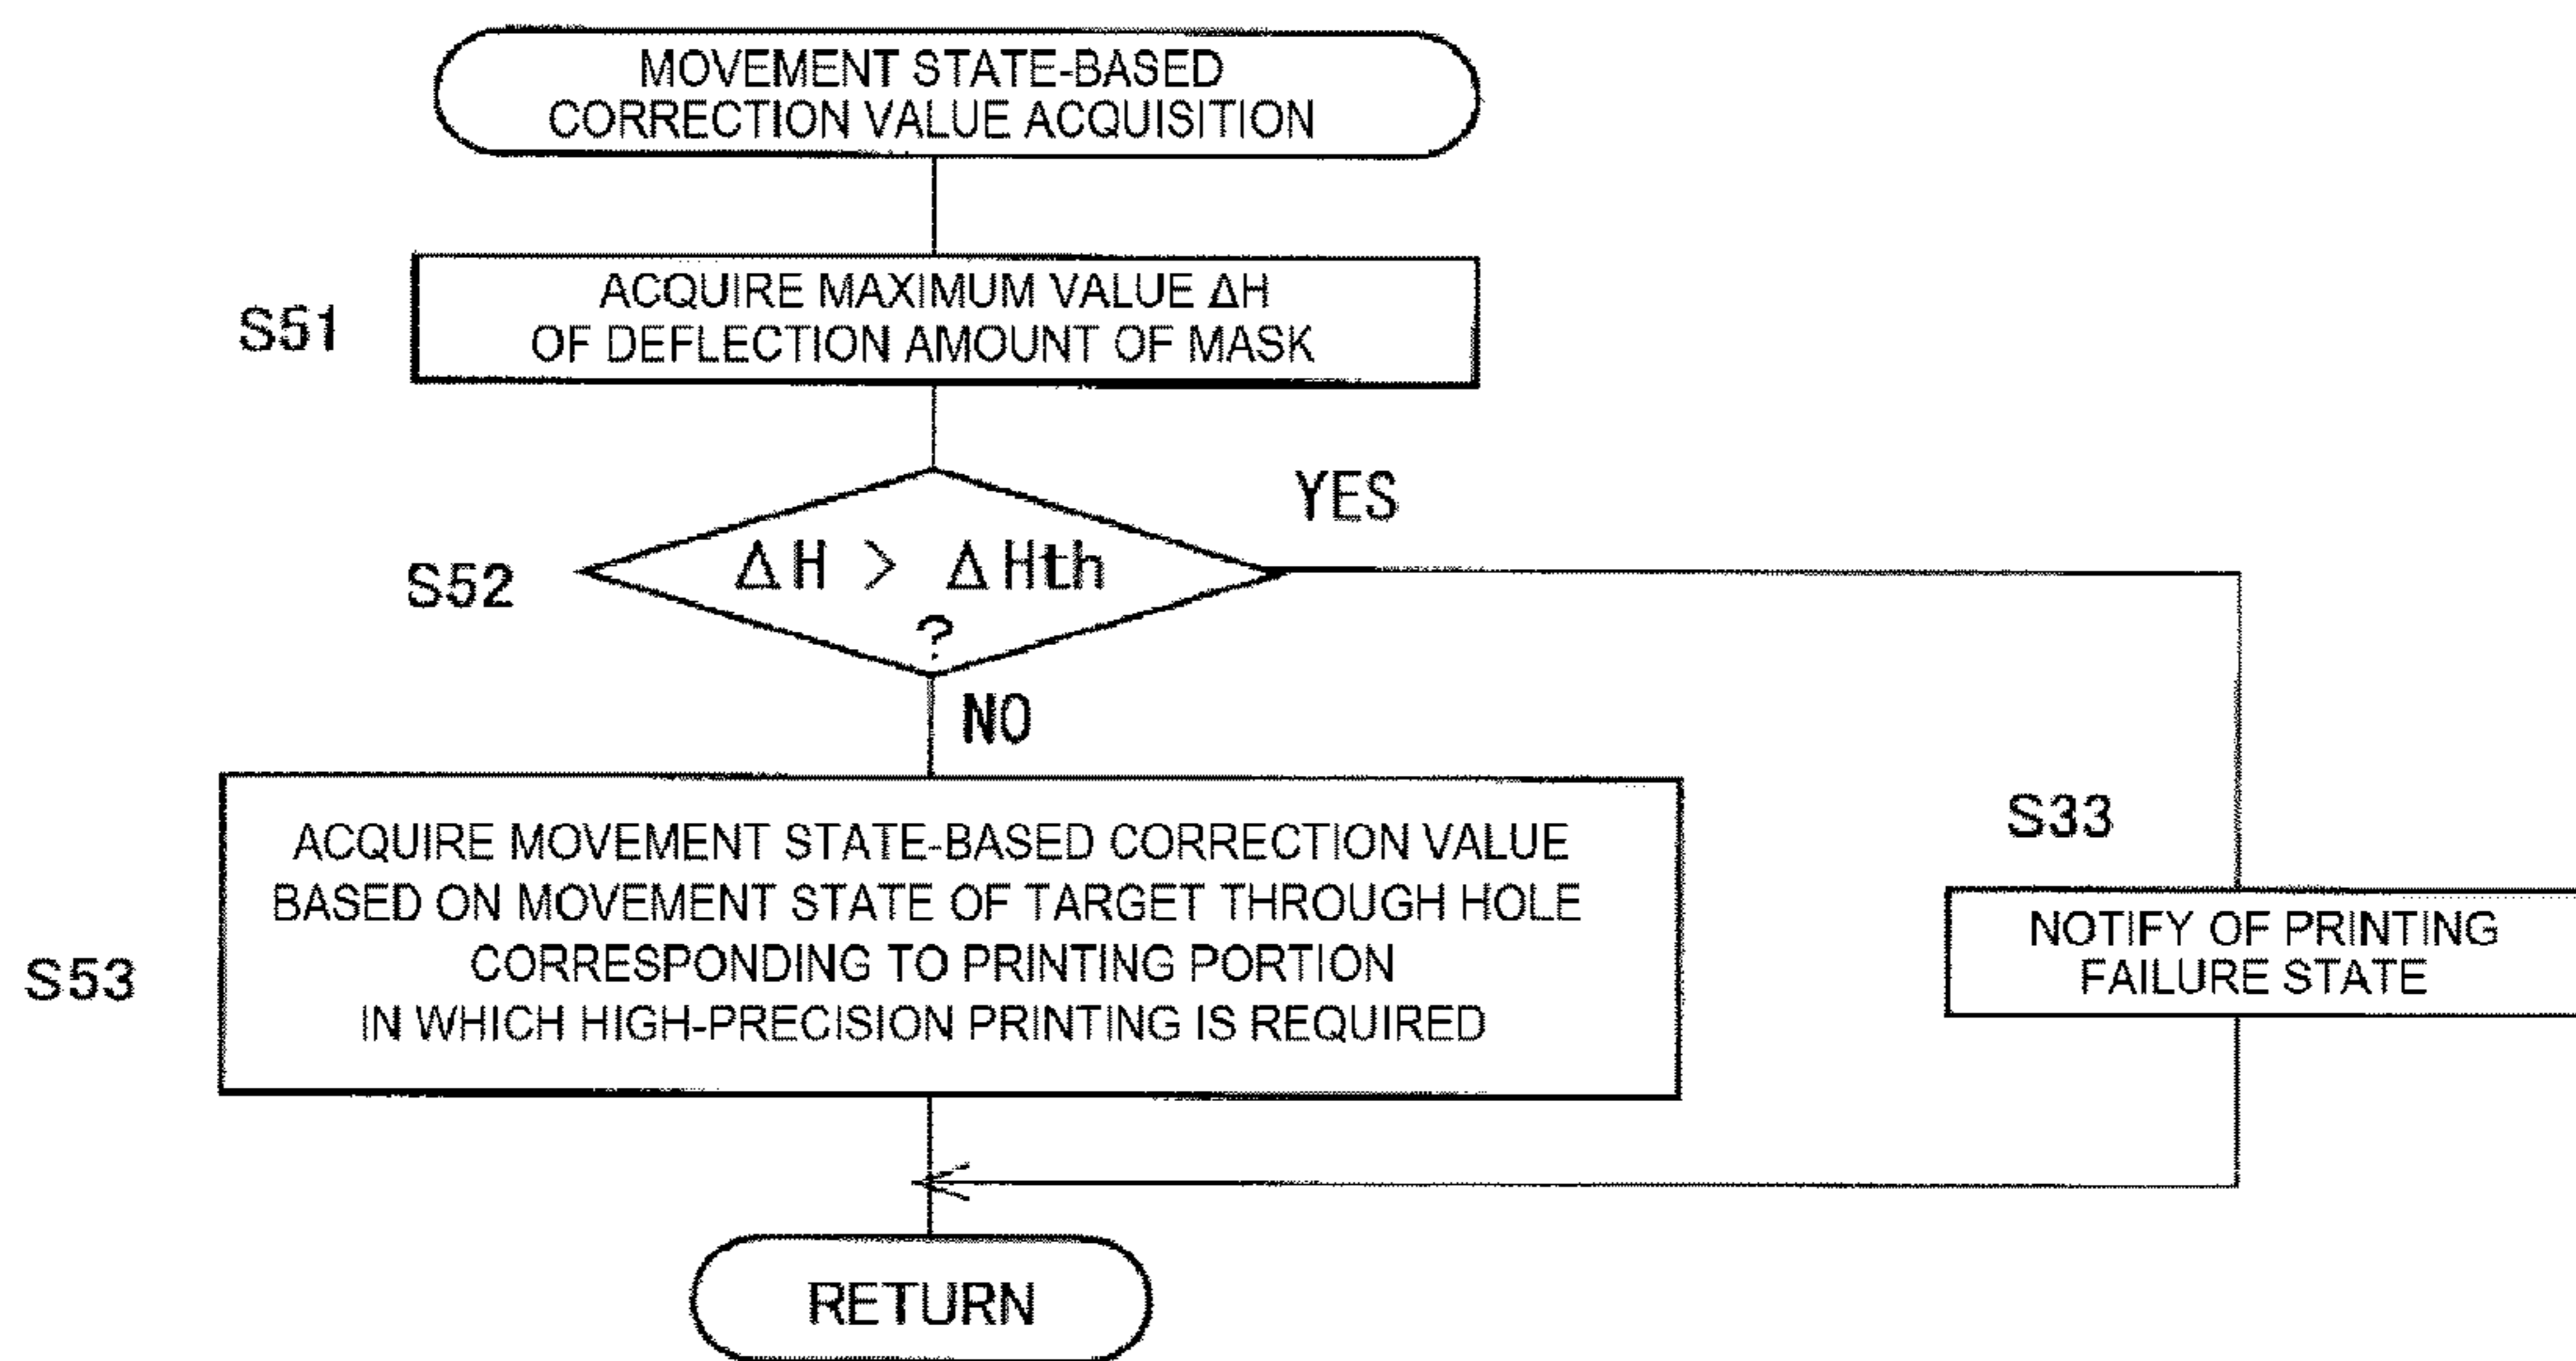 MOVEMENT STATE-BASED
CORRECTION VALUE ACQUISITION
S51
ACQUIRE MAXIMUM VALUE ΔH
OF DEFLECTION AMOUNT OF MASK
S52
ΔH > ΔHth
?
YES
NO
S53
ACQUIRE MOVEMENT STATE-BASED CORRECTION VALUE
BASED ON MOVEMENT STATE OF TARGET THROUGH HOLE
CORRESPONDING TO PRINTING PORTION
IN WHICH HIGH-PRECISION PRINTING IS REQUIRED
S33
NOTIFY OF PRINTING
FAILURE STATE
RETURN